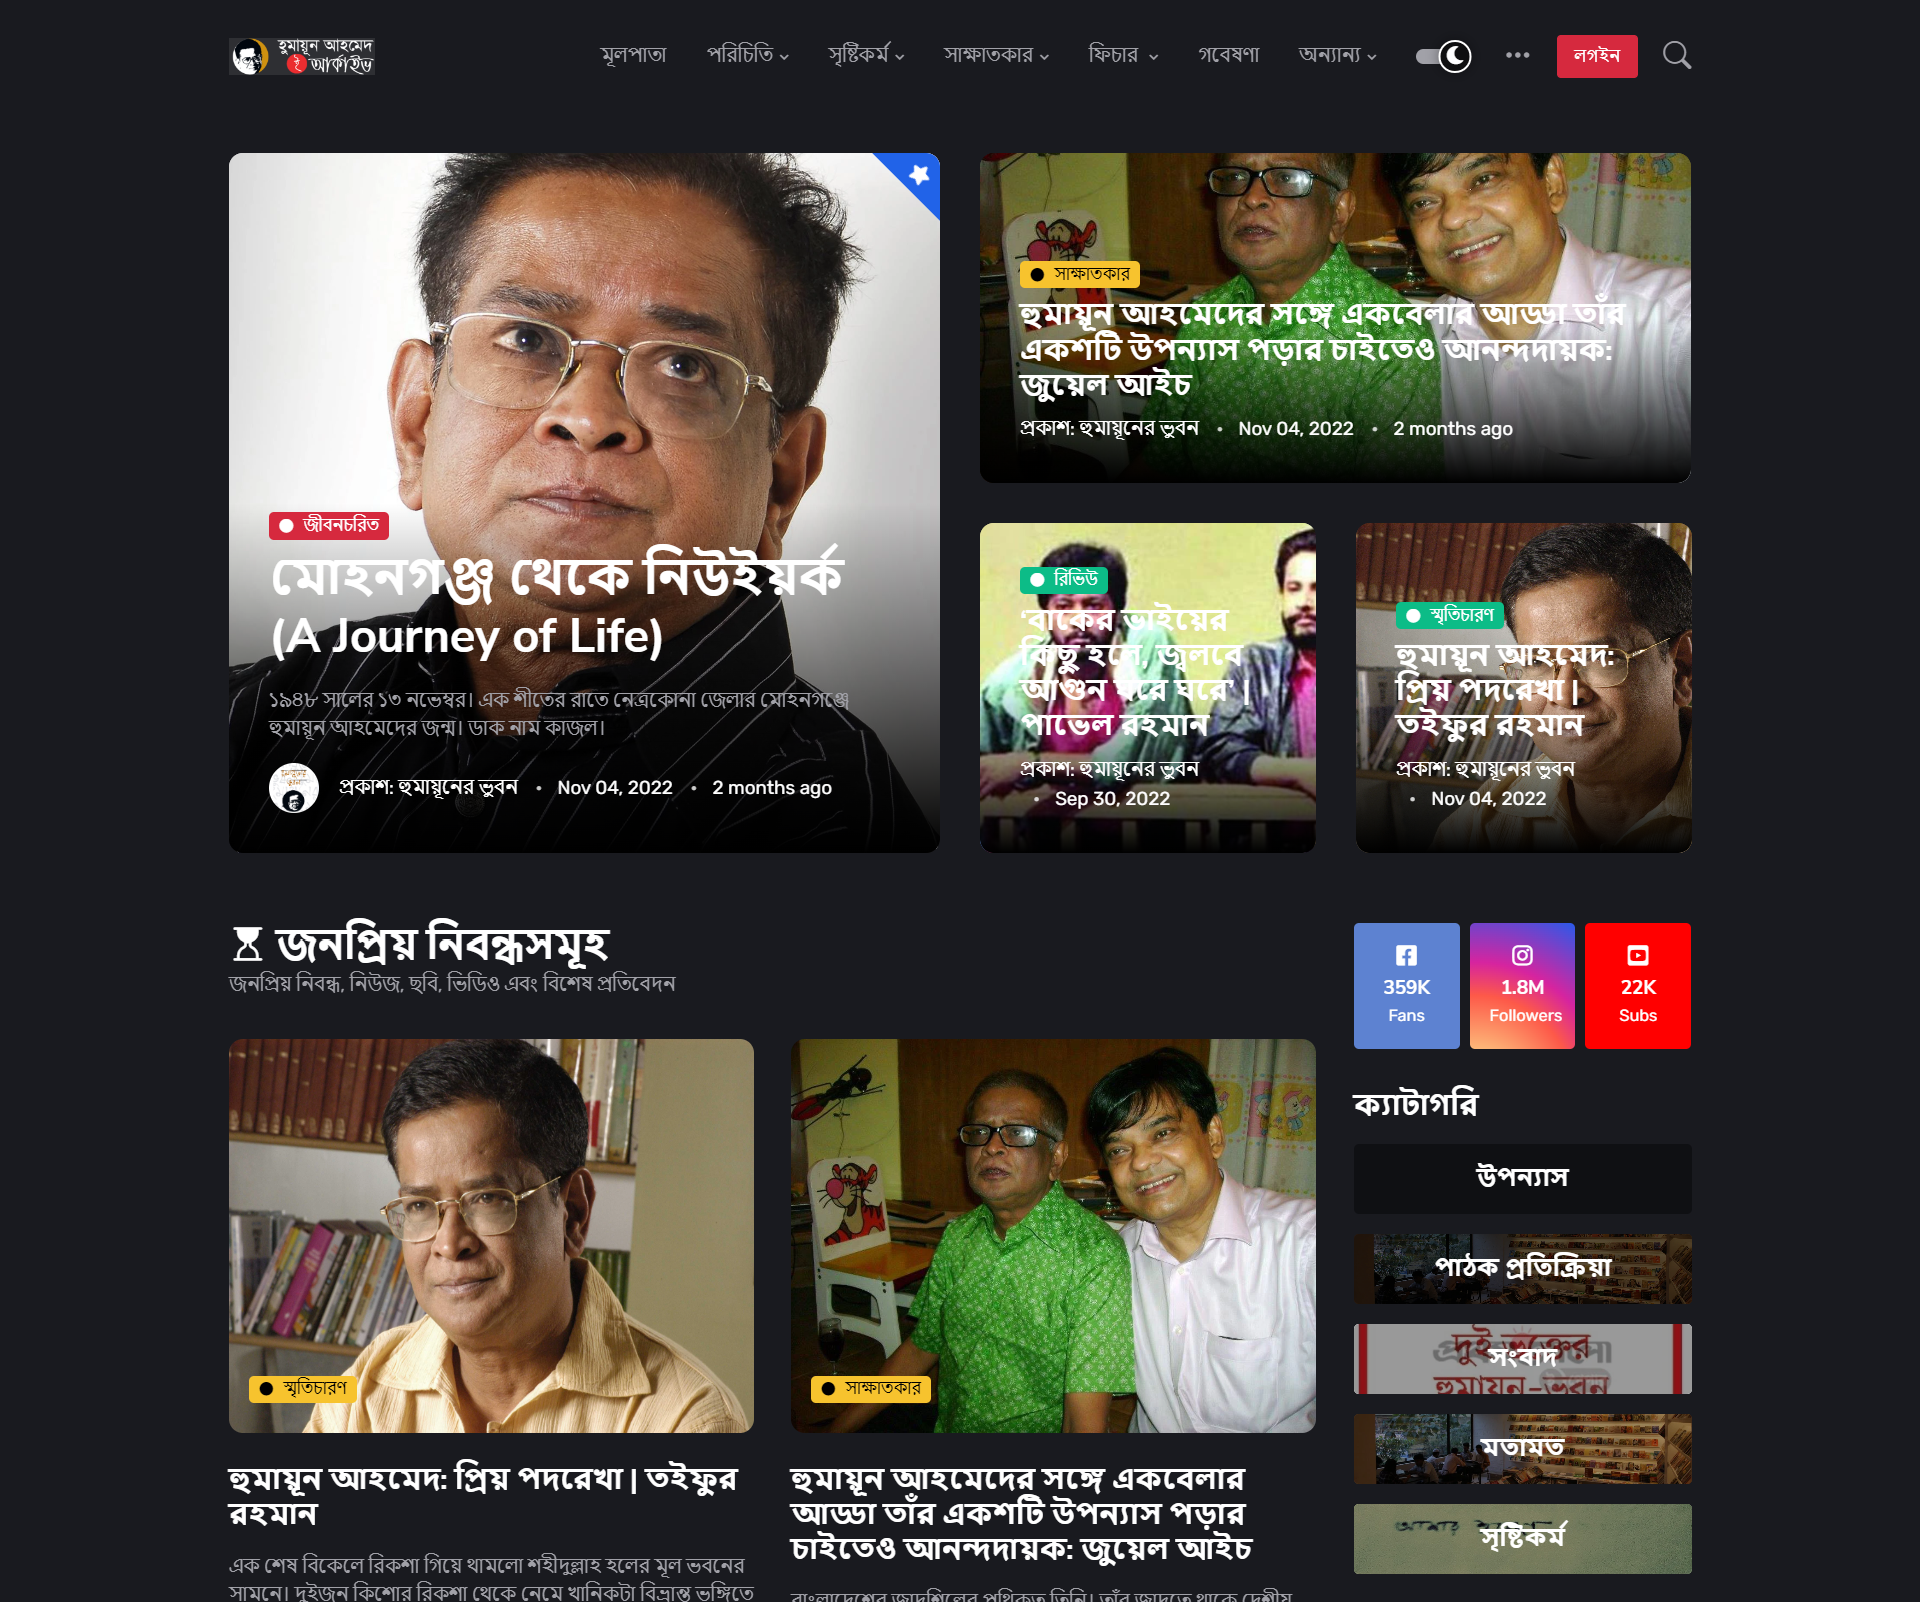 হুমায়ূন আহমেদ
আর্কাইভ
মূলপাতা পরিচিতি সৃষ্টিকর্ম সাক্ষাতকার ফিচার গবেষণা অন্যান্য লগইন
জীবনচরিত
মোহনগঞ্জ থেকে নিউইয়র্ক
(A Journey of Life)
১৯৪৮ সালের ১৩ নভেম্বর। এক শীতের রাতে নেত্রকোনা জেলার মোহনগঞ্জে
হুমায়ূন আহমেদের জন্ম। ডাক নাম কাজল।
প্রকাশ: হুমায়ূনের ভুবন • Nov 04, 2022 • 2 months ago
সাক্ষাতকার
হুমায়ূন আহমেদের সঙ্গে একবেলার আড্ডা তাঁর
একশটি উপন্যাস পড়ার চাইতেও আনন্দদায়ক:
জুয়েল আইচ
প্রকাশ: হুমায়ূনের ভুবন • Nov 04, 2022 • 2 months ago
রিভিউ
‘বাকের ভাইয়ের
কিছু হলে, জ্বলবে
আগুন ঘরে ঘরে’ |
পাভেল রহমান
প্রকাশ: হুমায়ূনের ভুবন
• Sep 30, 2022
স্মৃতিচারণ
হুমায়ূন আহমেদ:
প্রিয় পদরেখা |
তইফুর রহমান
প্রকাশ: হুমায়ূনের ভুবন
• Nov 04, 2022
জনপ্রিয় নিবন্ধসমূহ
জনপ্রিয় নিবন্ধ, নিউজ, ছবি, ভিডিও এবং বিশেষ প্রতিবেদন
স্মৃতিচারণ
হুমায়ূন আহমেদ: প্রিয় পদরেখা | তইফুর
রহমান
এক শেষ বিকেলে রিকশা গিয়ে থামলো শহীদুল্লাহ হলের মূল ভবনের
সামনে। দুইজন কিশোর রিকশা থেকে নেমে খানিকটা বিভ্রান্ত ভঙ্গিতে
সাক্ষাতকার
হুমায়ূন আহমেদের সঙ্গে একবেলার
আড্ডা তাঁর একশটি উপন্যাস পড়ার
চাইতেও আনন্দদায়ক: জুয়েল আইচ
বাংলাদেশের জাদুশিল্পের পথিকৃত তিনি। তাঁর জাদুতে থাকে দেশীয়
359K
Fans
1.8M
Followers
22K
Subs
ক্যাটাগরি
উপন্যাস
পাঠক প্রতিক্রিয়া
দুই ভক্তের
সংবাদ
হুমায়ূন-ভুবন
মতামত
সৃষ্টিকর্ম